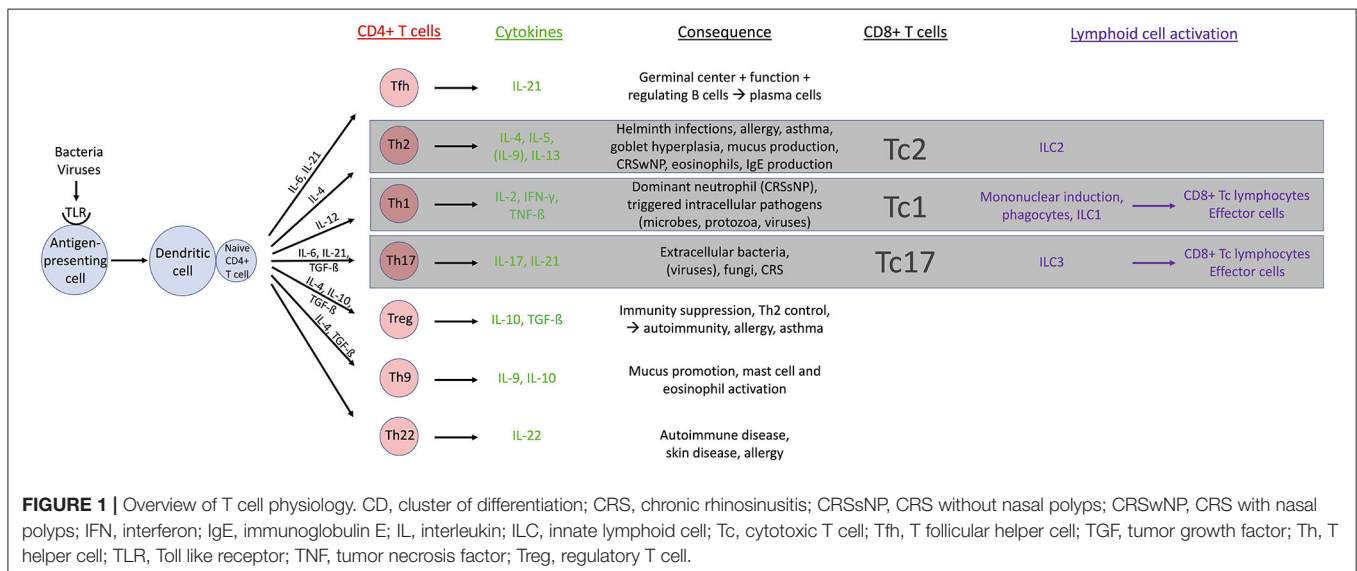 CD4+ T cells
Cytokines
Consequence
CD8+ T cells
Lymphoid cell activation
Bacteria
Viruses
TLR
Antigen-
presenting
cell
Dendritic
cell
Naive
CD4+
T cell
IL-6, IL-21
IL-4
IL-12
IL-6, IL-21,
TGF-ß
IL-4, IL-10,
TGF-ß
IL-4, TGF-ß
Tfh
IL-21
Germinal center + function +
regulating B cells → plasma cells
Th2
IL-4, IL-5,
(IL-9), IL-13
Helminth infections, allergy, asthma,
goblet hyperplasia, mucus production,
CRSwNP, eosinophils, IgE production
Tc2
ILC2
Th1
IL-2, IFN-γ,
TNF-ß
Dominant neutrophil (CRSsNP),
triggered intracellular pathogens
(microbes, protozoa, viruses)
Tc1
Mononuclear induction,
phagocytes, ILC1
CD8+ Tc lymphocytes
Effector cells
Th17
IL-17, IL-21
Extracellular bacteria,
(viruses), fungi, CRS
Tc17
ILC3
CD8+ Tc lymphocytes
Effector cells
Treg
IL-10, TGF-ß
Immunity suppression, Th2 control,
→ autoimmunity, allergy, asthma
Th9
IL-9, IL-10
Mucus promotion, mast cell and
eosinophil activation
Th22
IL-22
Autoimmune disease,
skin disease, allergy
FIGURE 1 | Overview of T cell physiology. CD, cluster of differentiation; CRS, chronic rhinosinusitis; CRSsNP, CRS without nasal polyps; CRSwNP, CRS with nasal
polyps; IFN, interferon; IgE, immunoglobulin E; IL, interleukin; ILC, innate lymphoid cell; Tc, cytotoxic T cell; Tfh, T follicular helper cell; TGF, tumor growth factor; Th, T
helper cell; TLR, Toll like receptor; TNF, tumor necrosis factor; Treg, regulatory T cell.